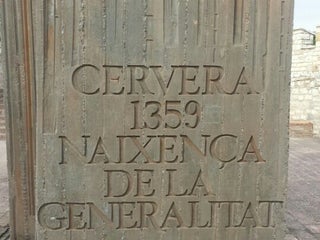 CERVERA
1359
NAIXENÇA
DE LA
GENERALITAT